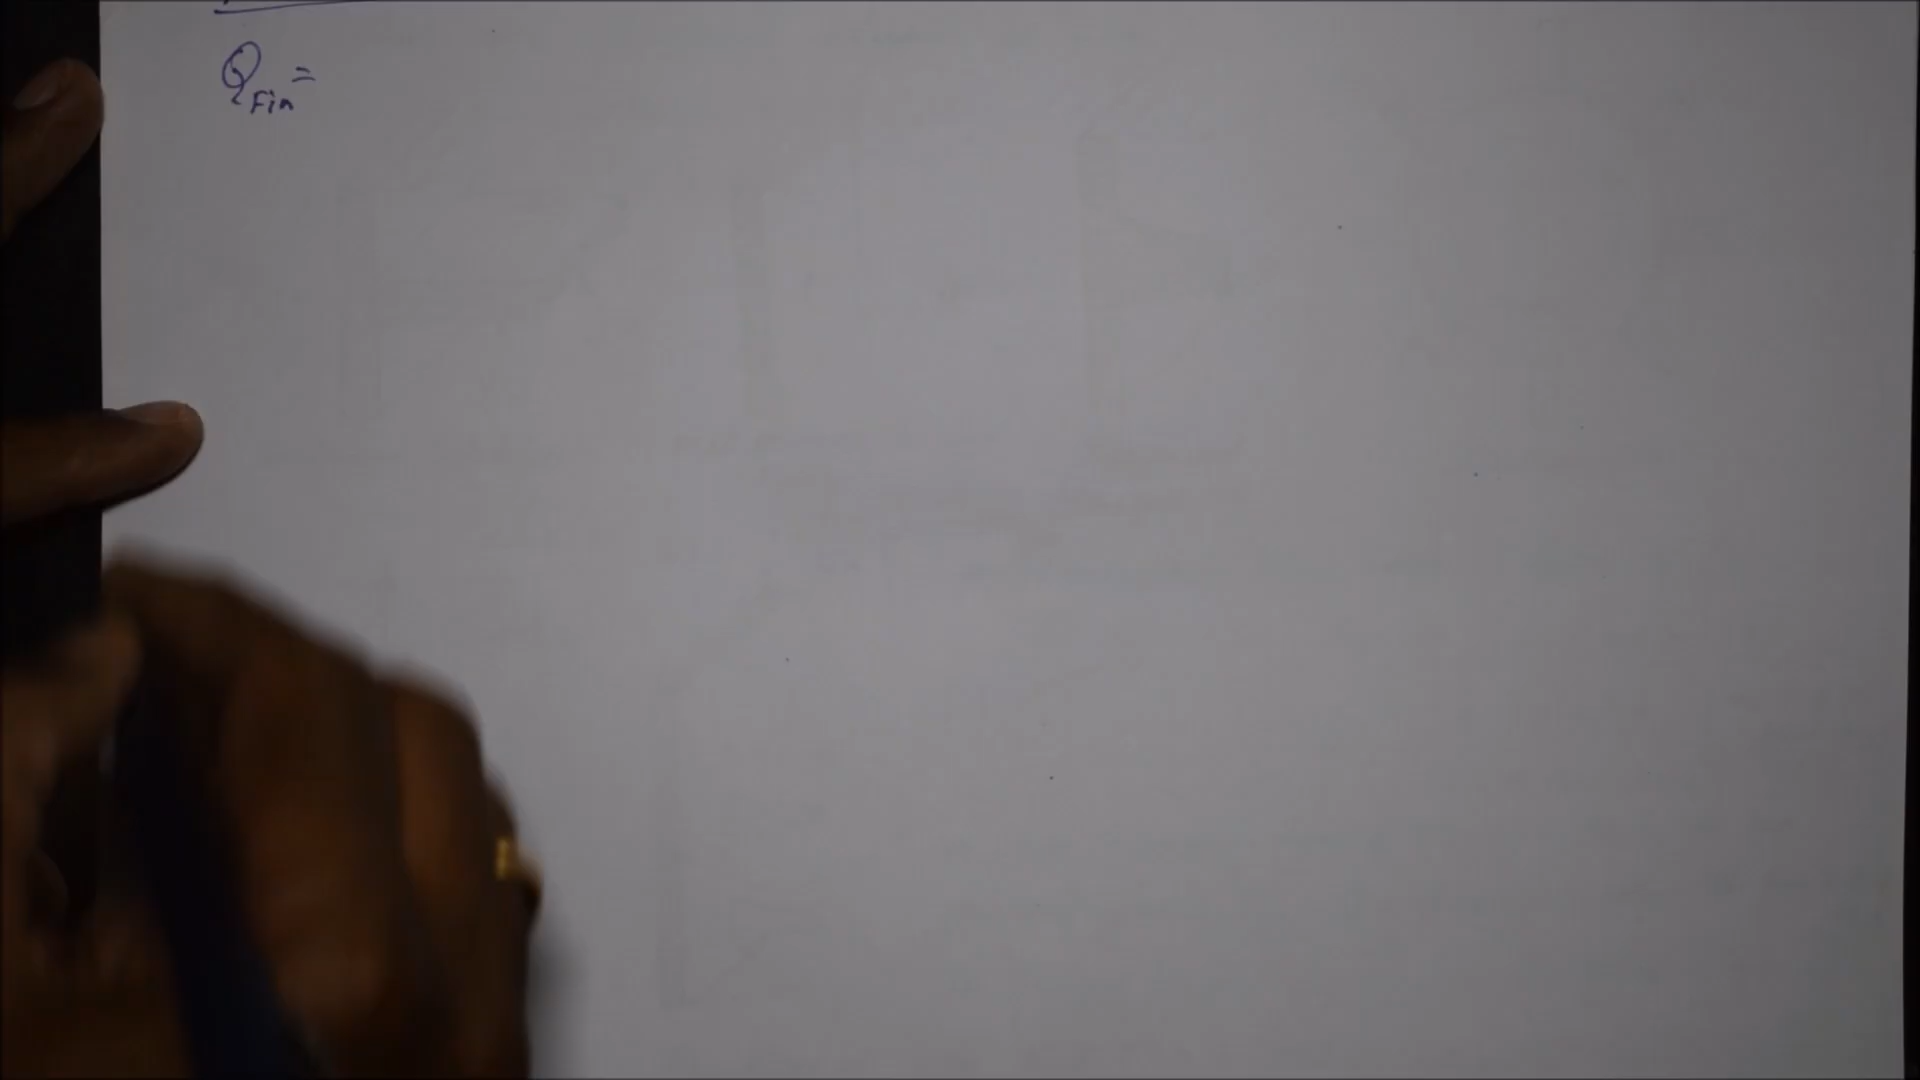 Q_Fin =